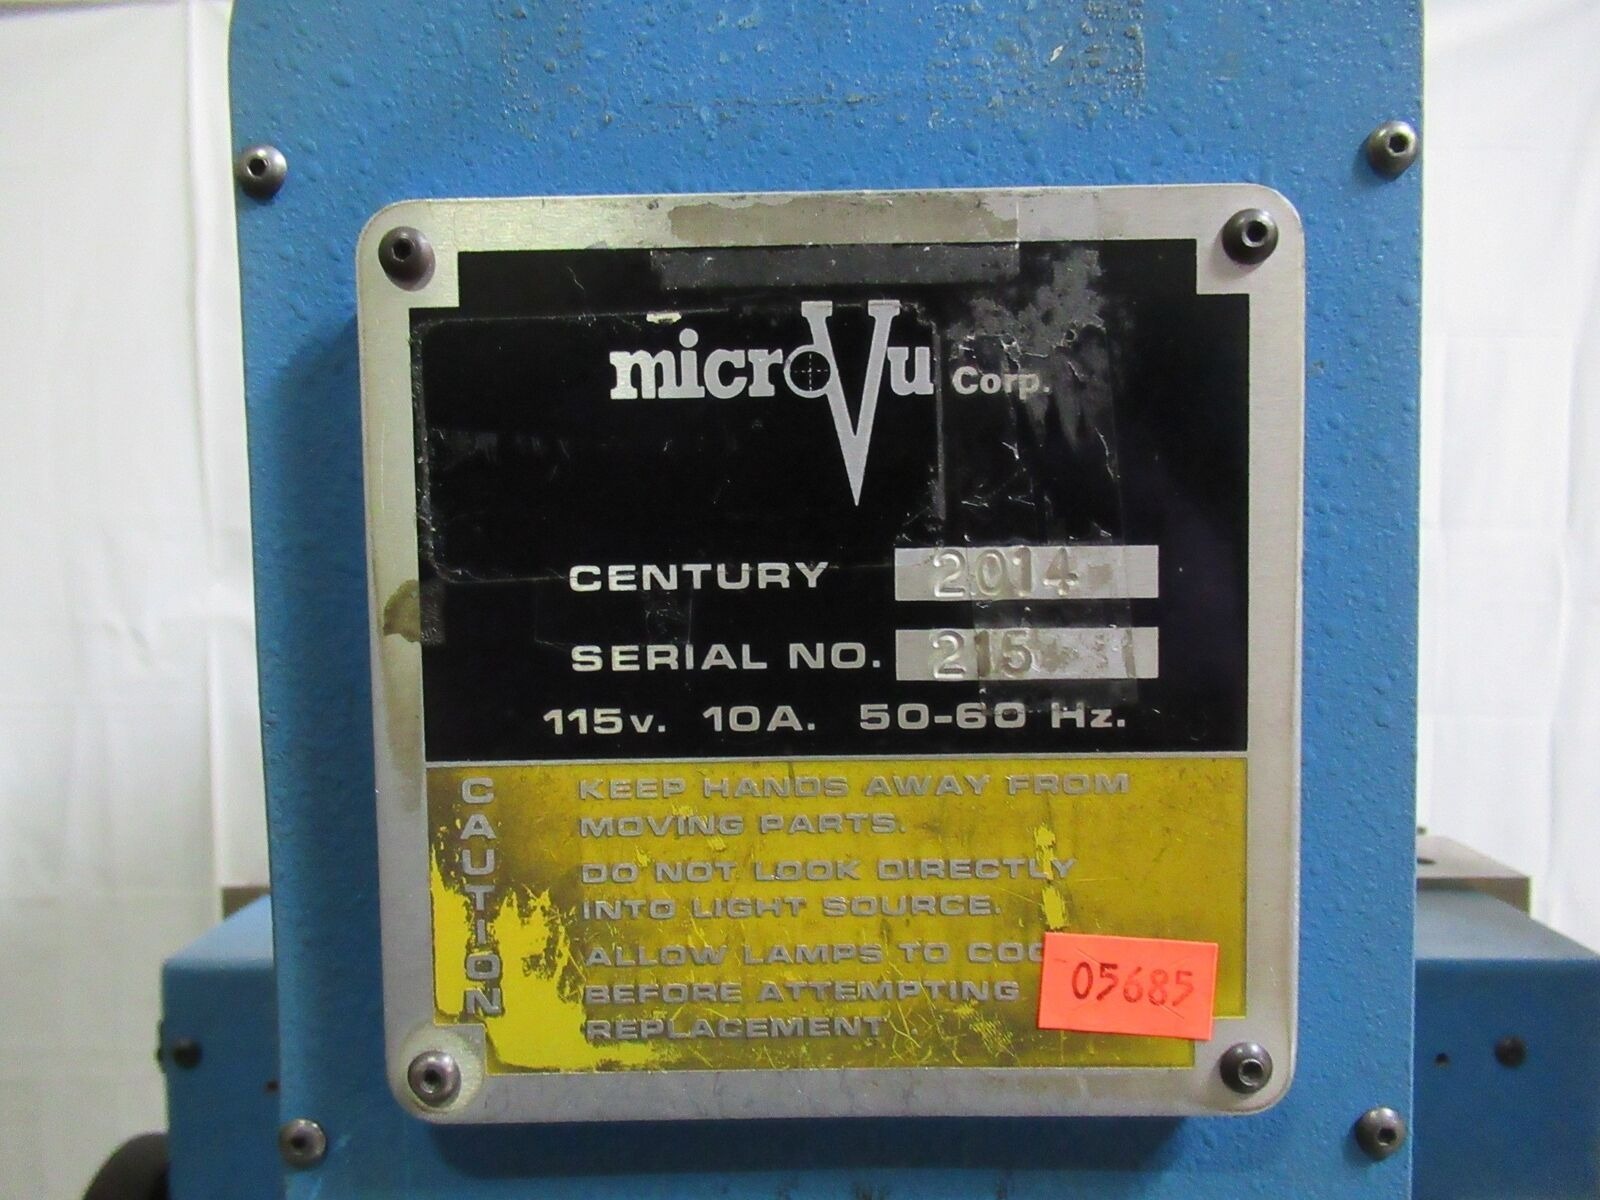 microVu Corp.
CENTURY 2014
SERIAL NO. 215
115v. 10A. 50-60 Hz.
CAUTION
KEEP HANDS AWAY FROM
MOVING PARTS.
DO NOT LOOK DIRECTLY
INTO LIGHT SOURCE.
ALLOW LAMPS TO COO
BEFORE ATTEMPTING
REPLACEMENT
05685